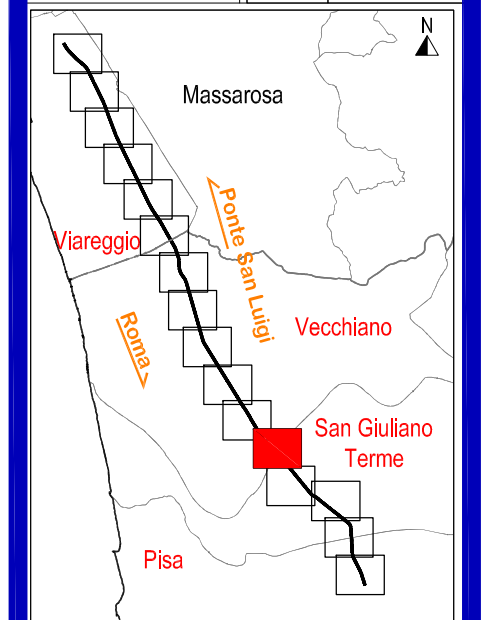 N
Massarosa
Viareggio
Ponte San Luigi
Roma
Vecchiano
San Giuliano
Terme
Pisa